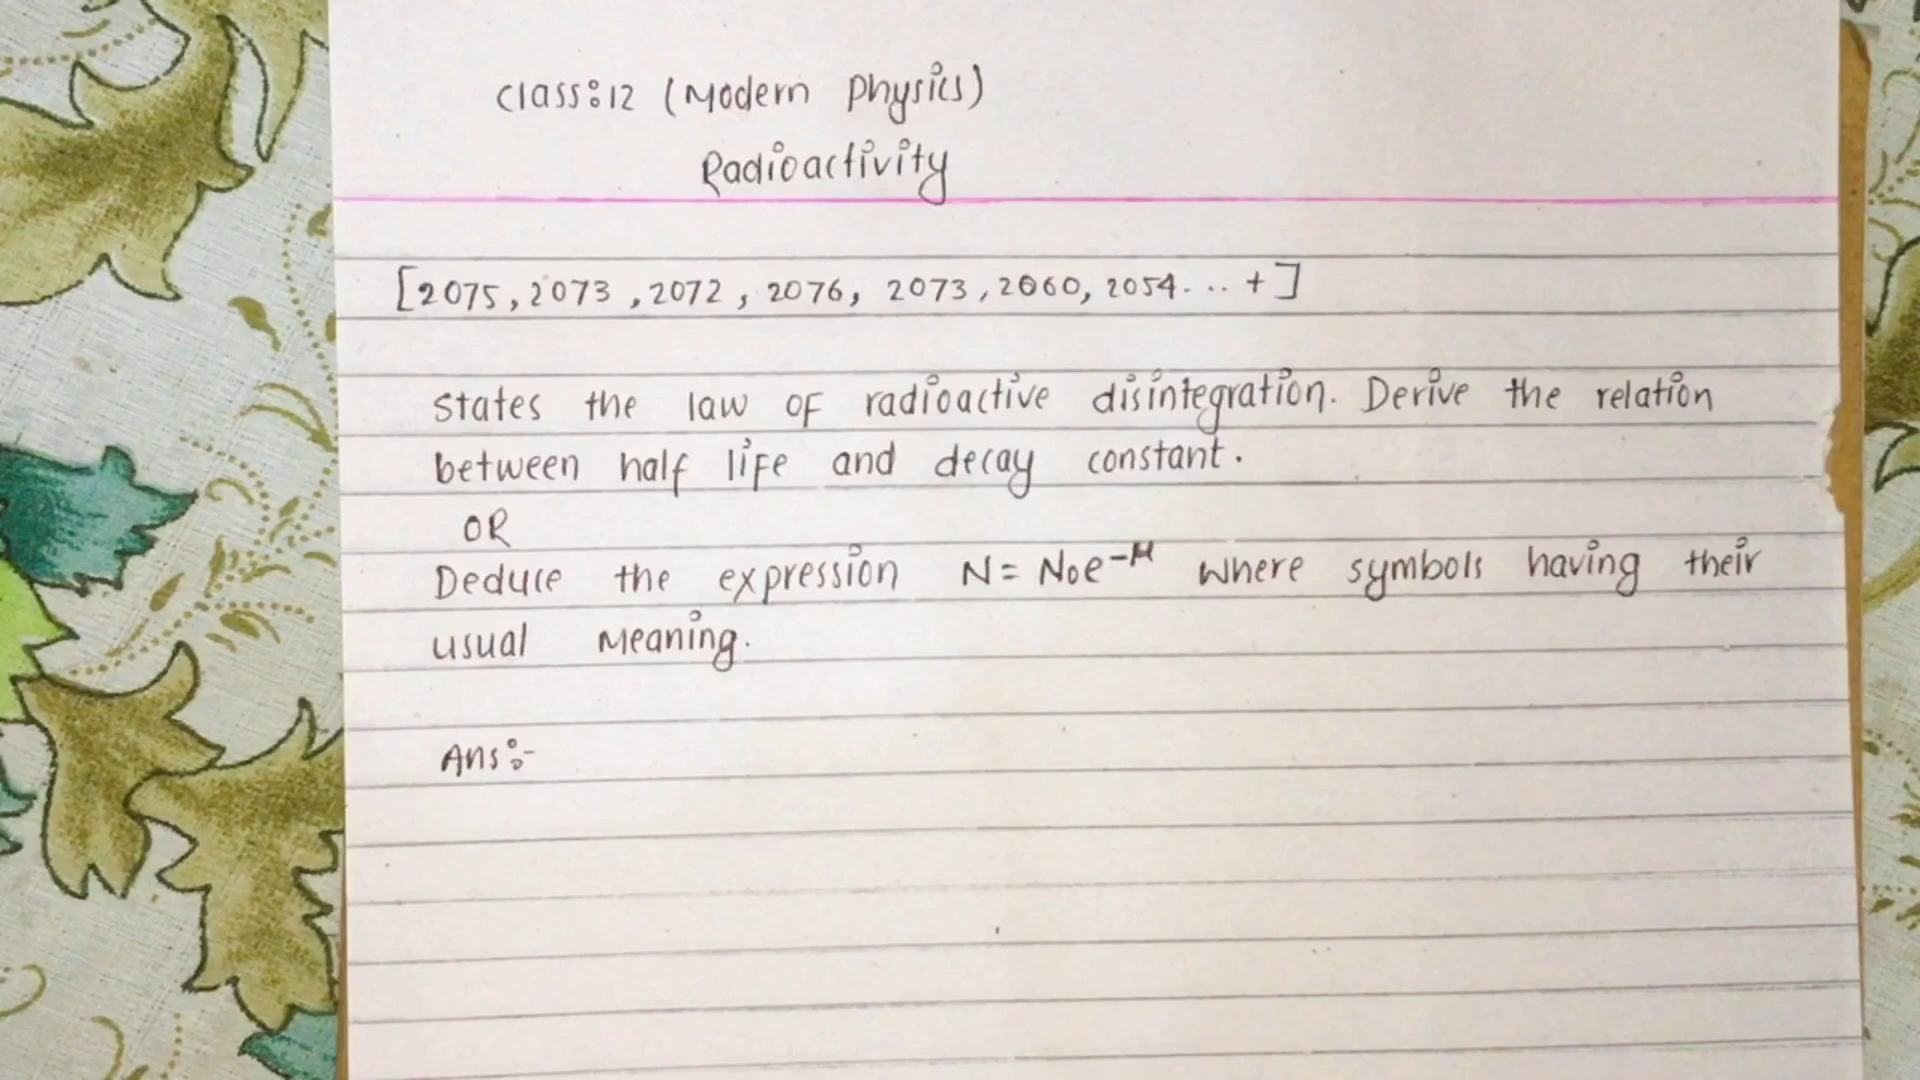 class:12 (Modern physics)
Radioactivity
[2075, 2073, 2072, 2076, 2073, 2060, 2054... +]
states the law of radioactive disintegration. Derive the relation
between half life and decay constant.
OR
Deduce the expression N= N₀e⁻ where symbols having their
usual Meaning.
Ans:-